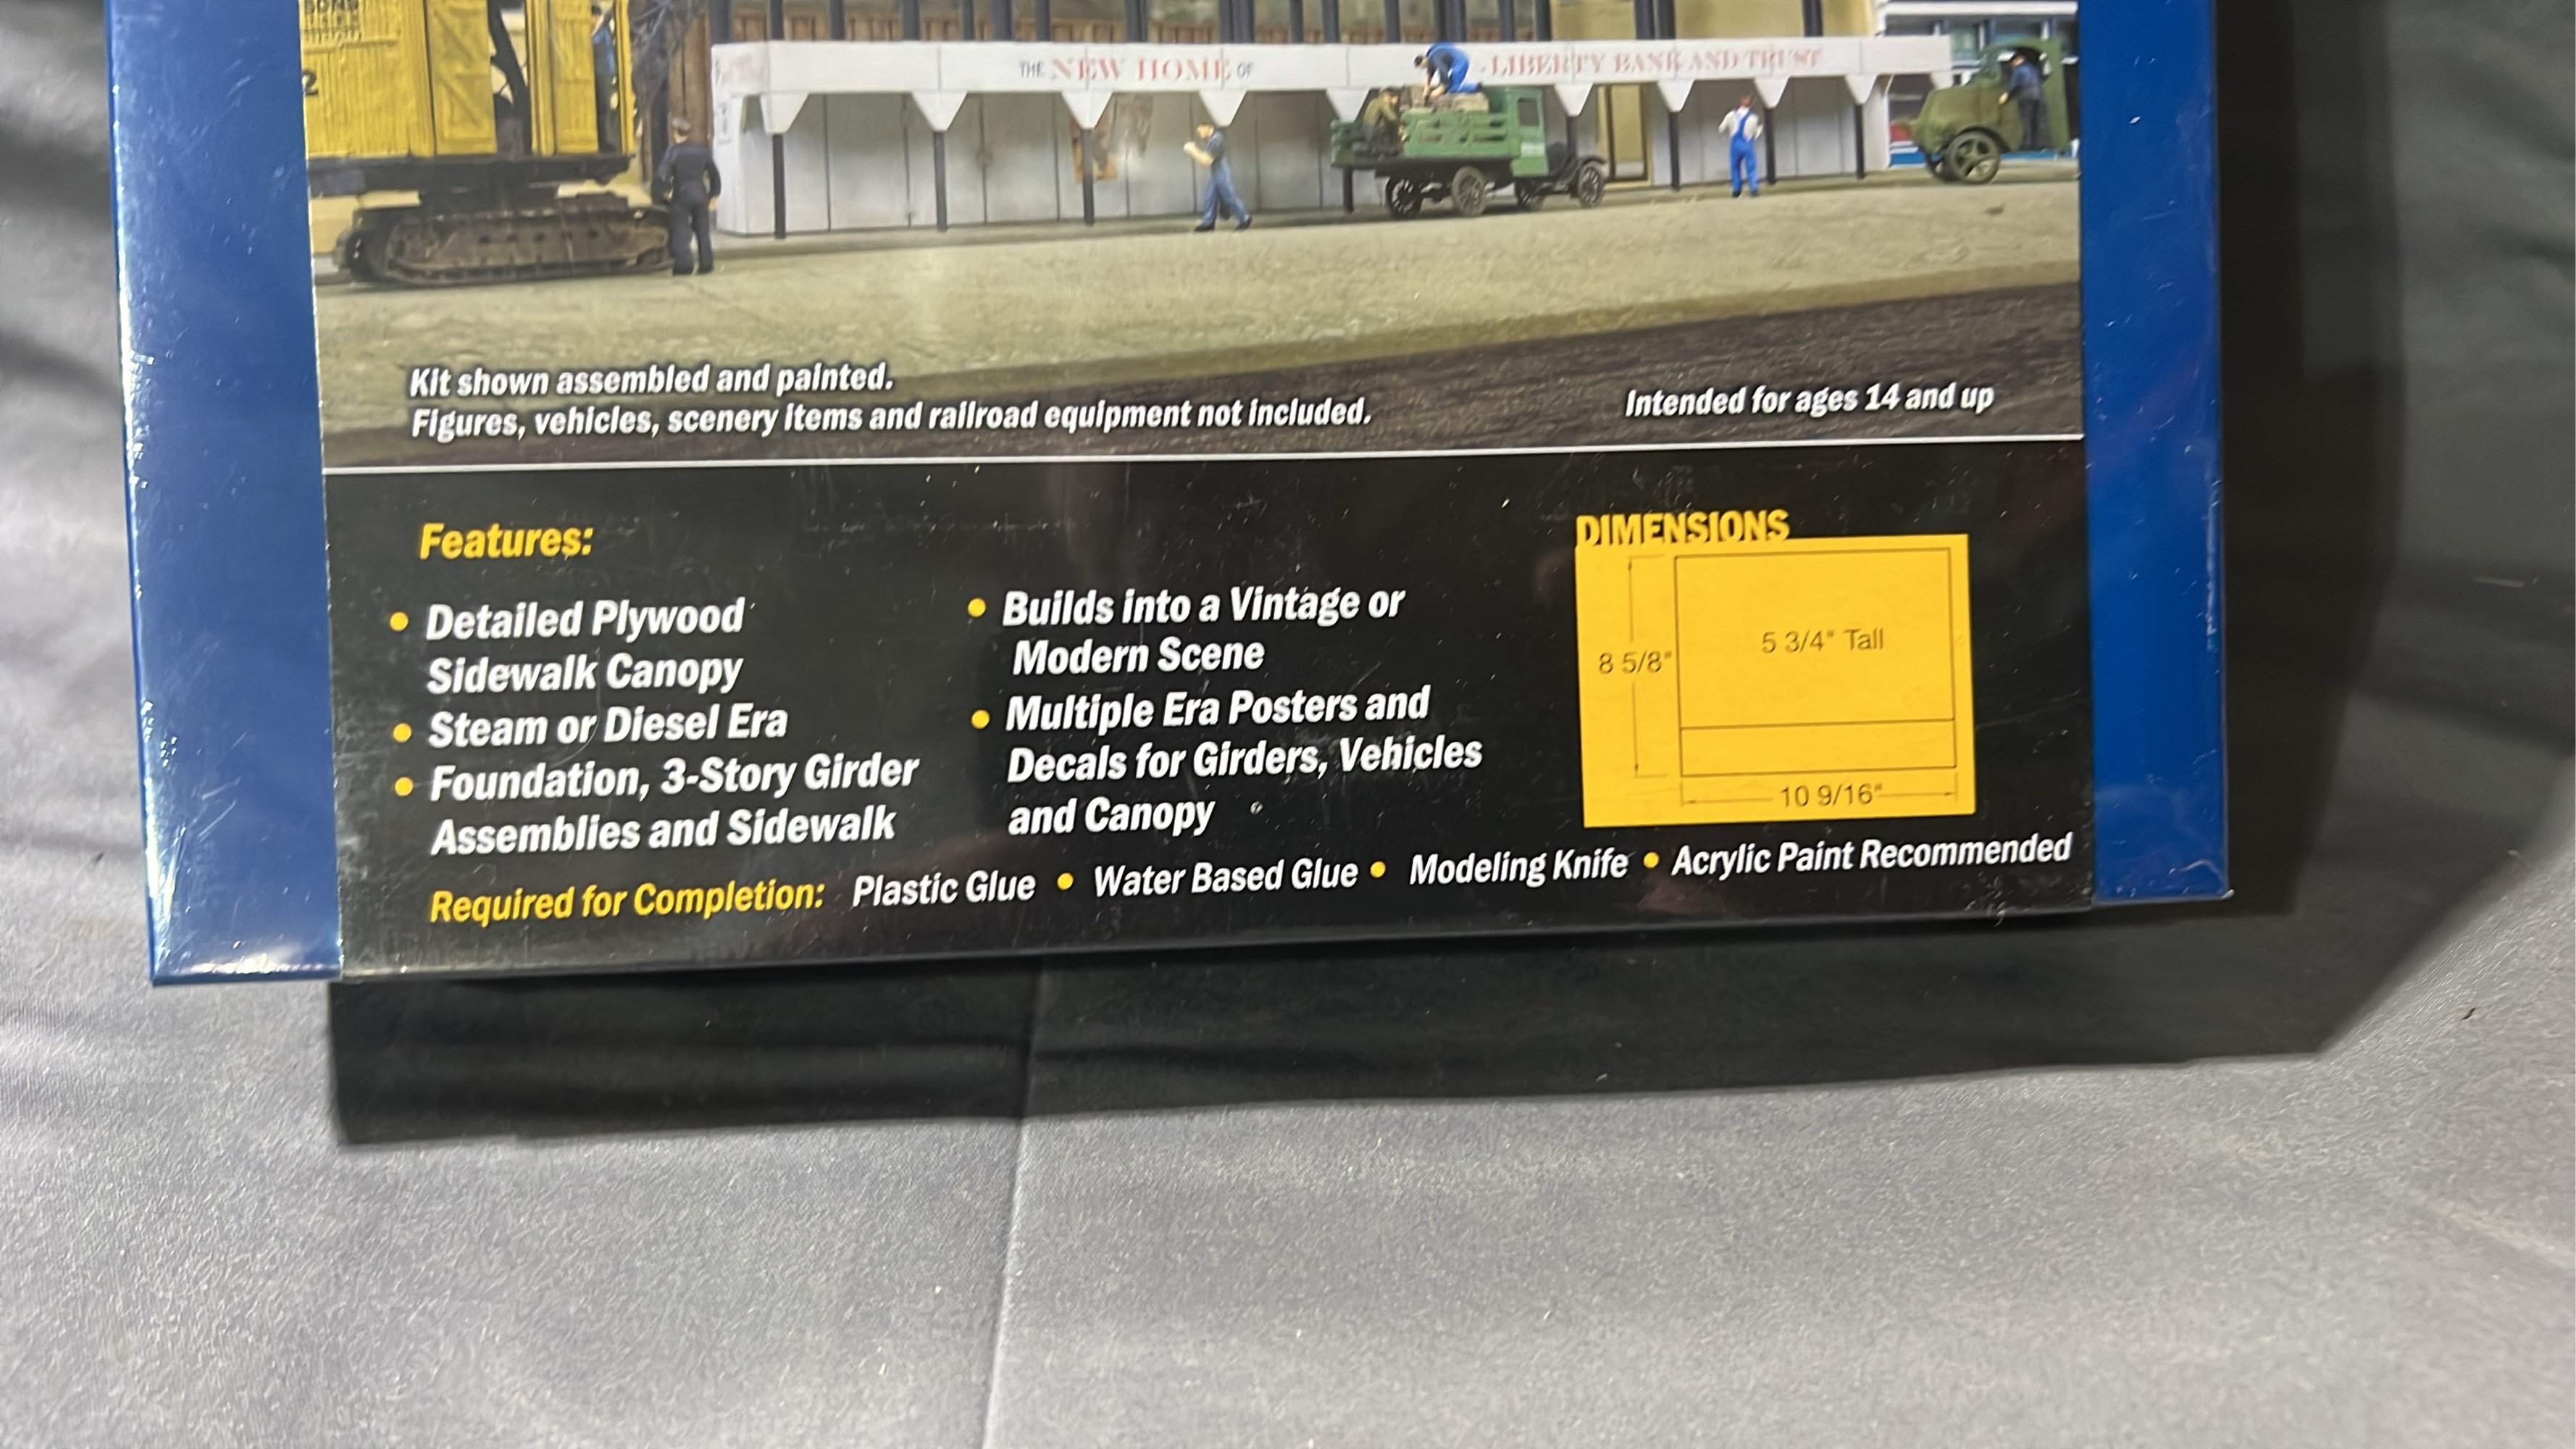 2
THE NEW HOME OF
LIBERTY BANK AND TRUST
Kit shown assembled and painted.
Figures, vehicles, scenery items and railroad equipment not included.
Intended for ages 14 and up
Features:
• Detailed Plywood
Sidewalk Canopy
• Steam or Diesel Era
• Foundation, 3-Story Girder
Assemblies and Sidewalk
• Builds into a Vintage or
Modern Scene
• Multiple Era Posters and
Decals for Girders, Vehicles
and Canopy
DIMENSIONS
5 3/4" Tall
8 5/8"
10 9/16"
Required for Completion: Plastic Glue • Water Based Glue • Modeling Knife • Acrylic Paint Recommended